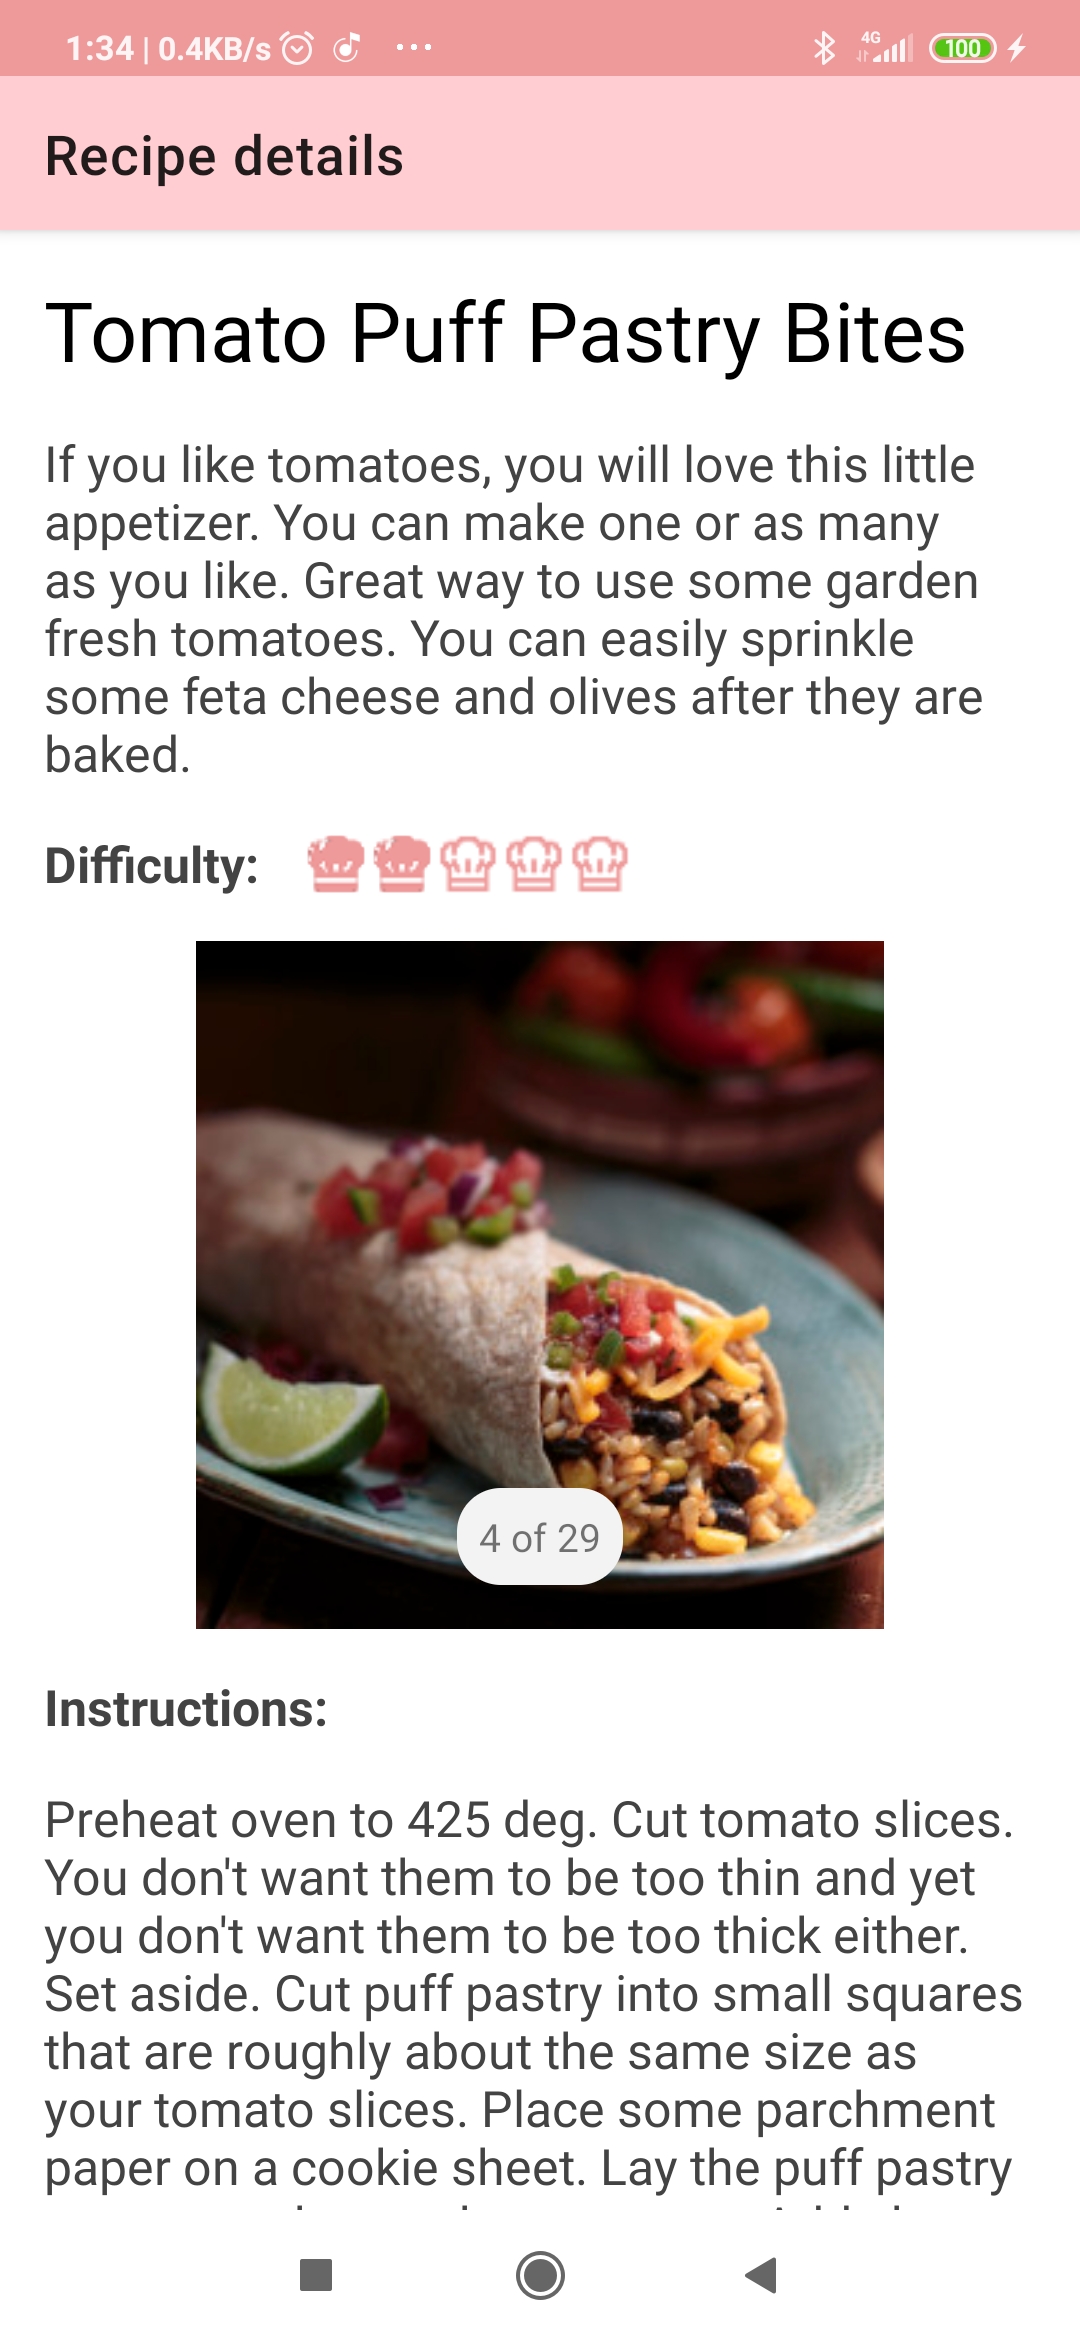 1:34 | 0.4KB/s 4G 100
Recipe details
Tomato Puff Pastry Bites
If you like tomatoes, you will love this little
appetizer. You can make one or as many
as you like. Great way to use some garden
fresh tomatoes. You can easily sprinkle
some feta cheese and olives after they are
baked.
Difficulty:
4 of 29
Instructions:
Preheat oven to 425 deg. Cut tomato slices.
You don't want them to be too thin and yet
you don't want them to be too thick either.
Set aside. Cut puff pastry into small squares
that are roughly about the same size as
your tomato slices. Place some parchment
paper on a cookie sheet. Lay the puff pastry